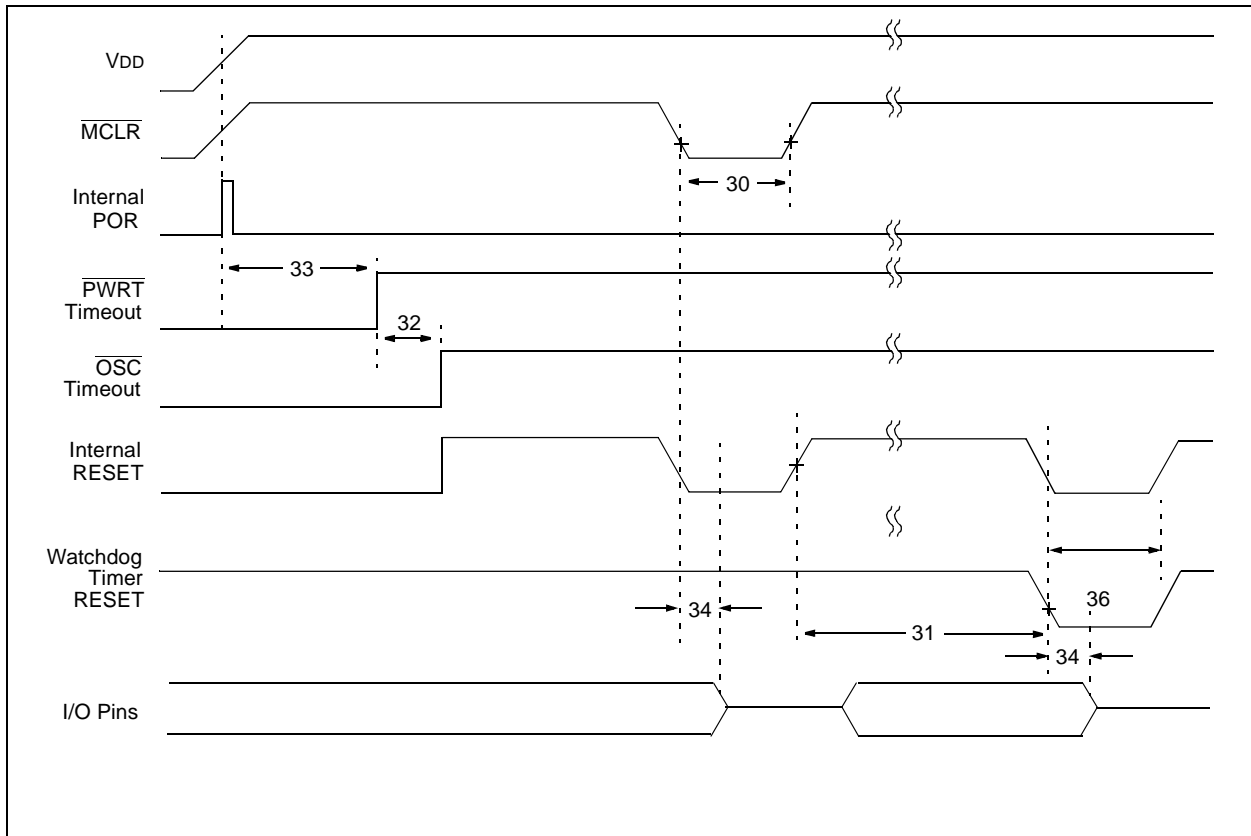 VDD
MCLR
30
Internal
POR
33
PWRT
Timeout
32
OSC
Timeout
Internal
RESET
Watchdog
Timer
RESET
36
34
31
34
I/O Pins